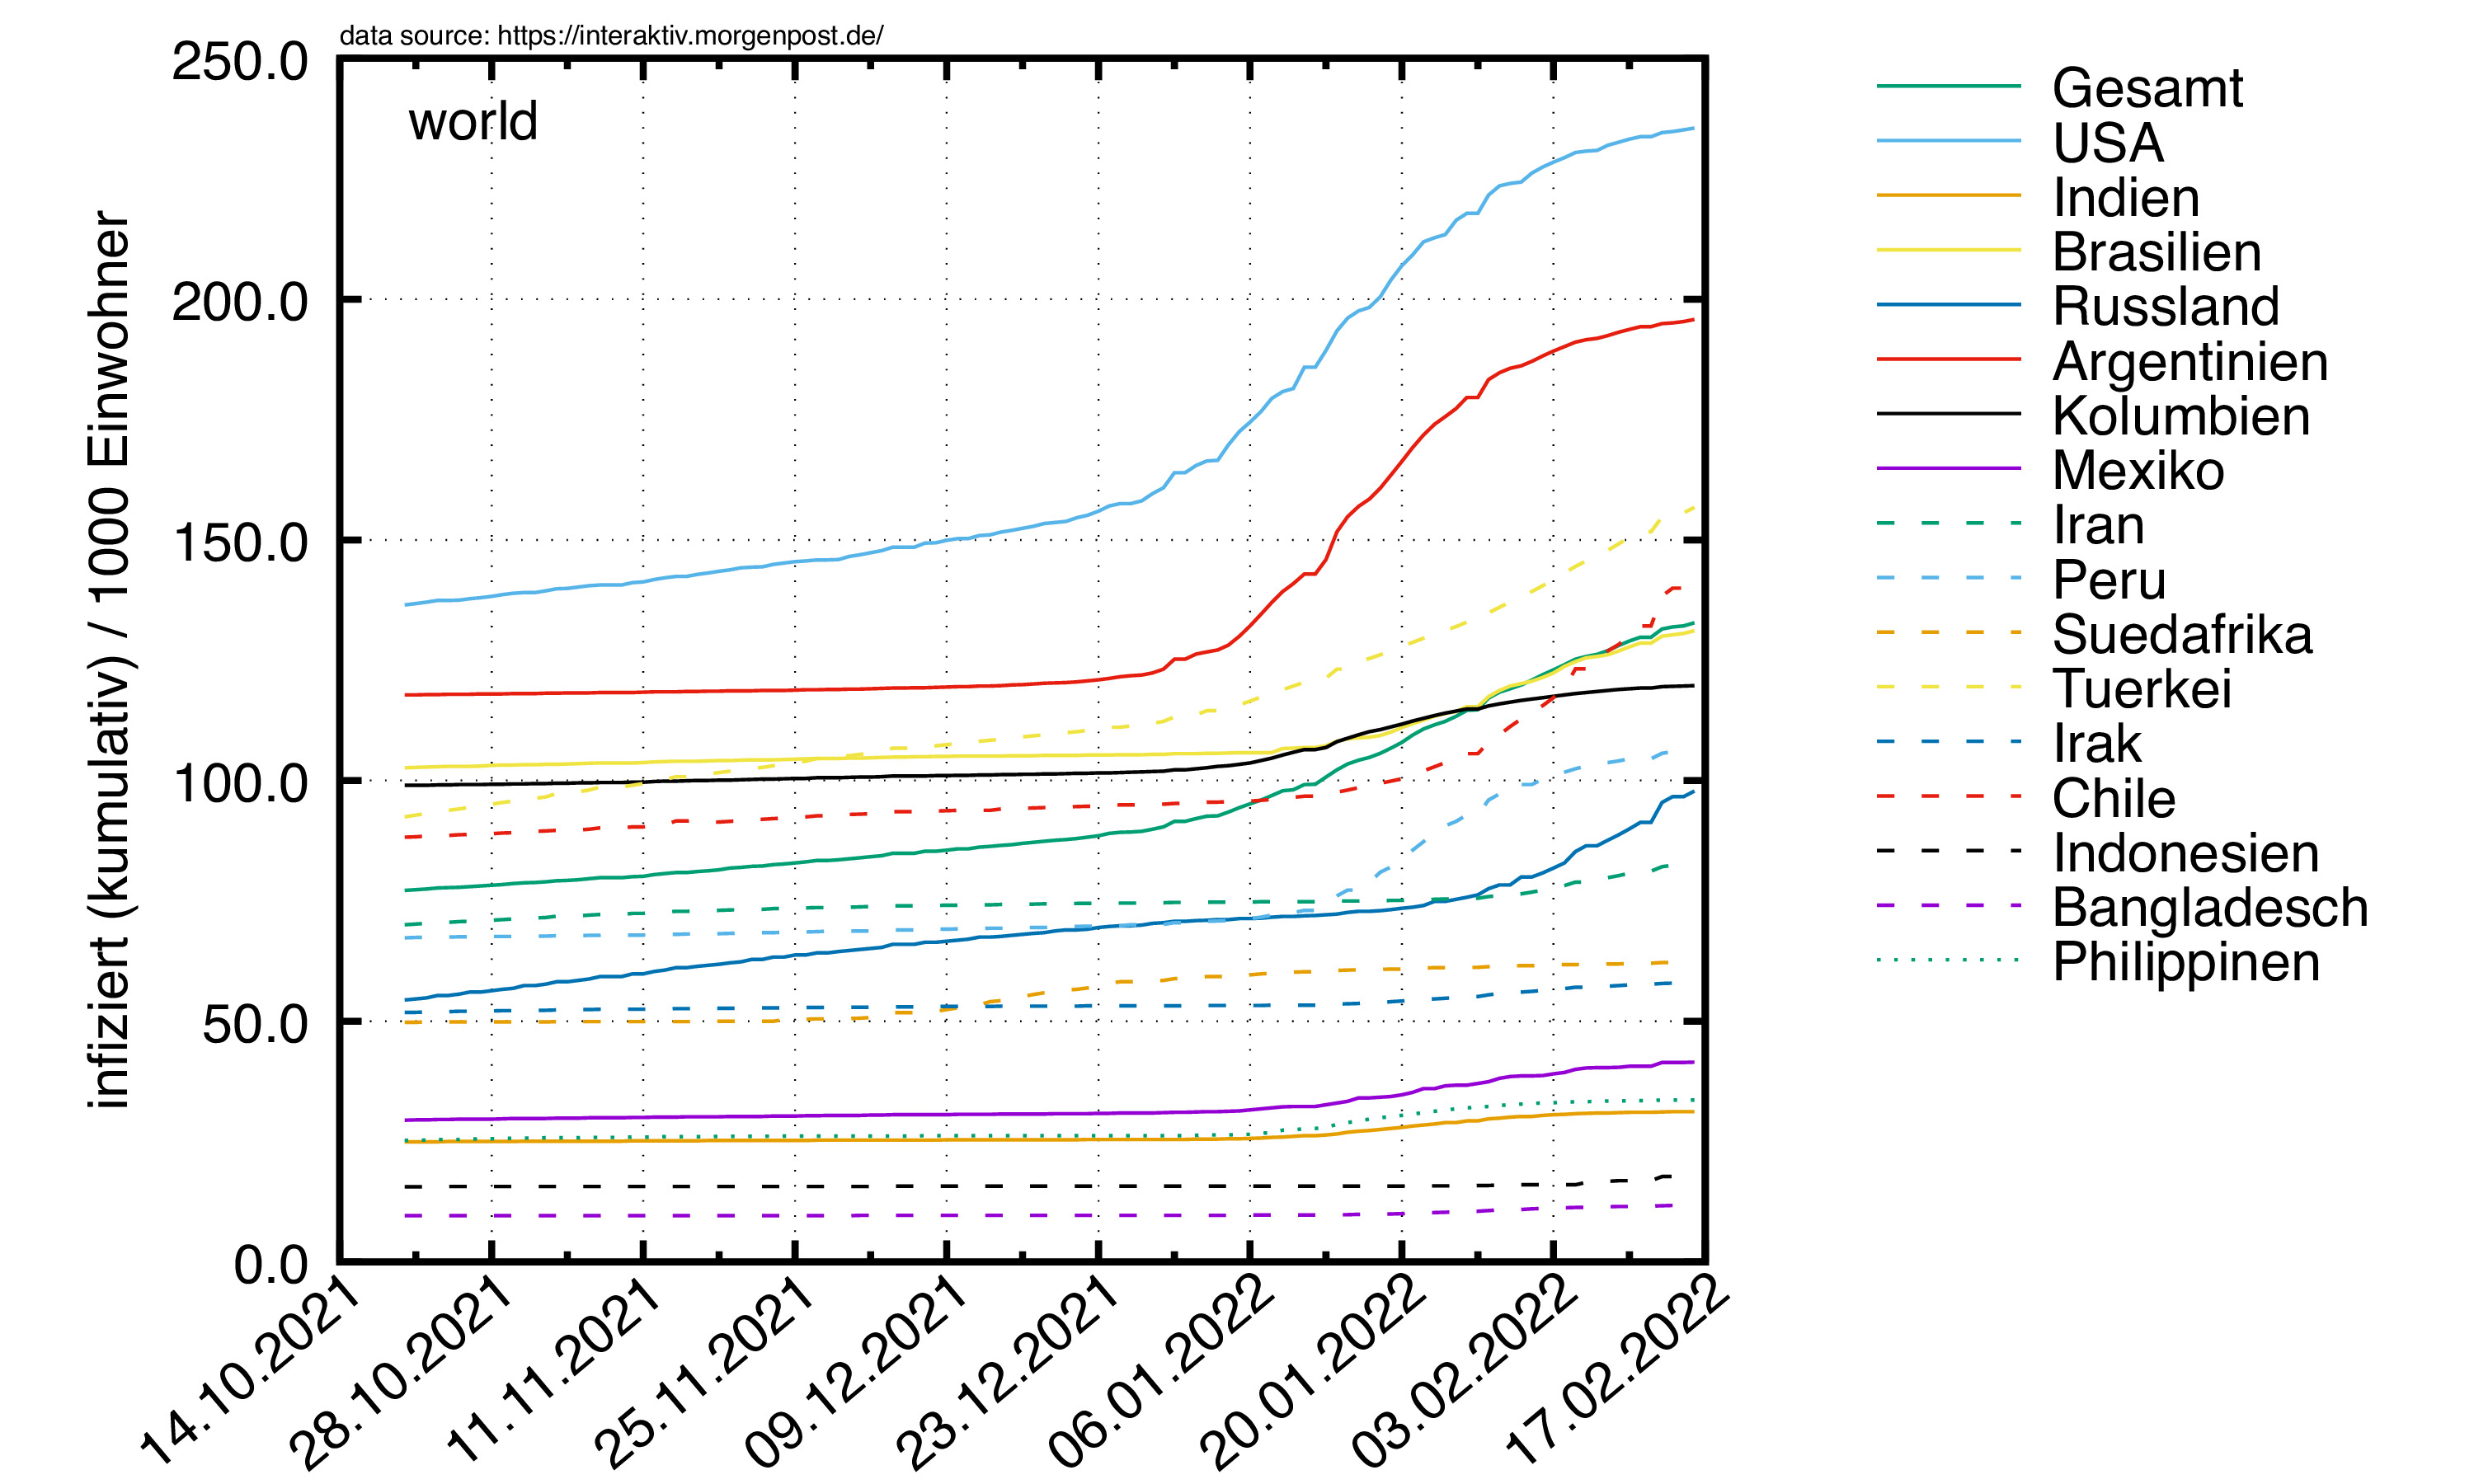 data source: https://interaktiv.morgenpost.de/
world
infiziert (kumulativ) / 1000 Einwohner
250.0
200.0
150.0
100.0
50.0
0.0
14.10.2021
28.10.2021
11.11.2021
25.11.2021
09.12.2021
23.12.2021
06.01.2022
20.01.2022
03.02.2022
17.02.2022
Gesamt
USA
Indien
Brasilien
Russland
Argentinien
Kolumbien
Mexiko
Iran
Peru
Suedafrika
Tuerkei
Irak
Chile
Indonesien
Bangladesch
Philippinen